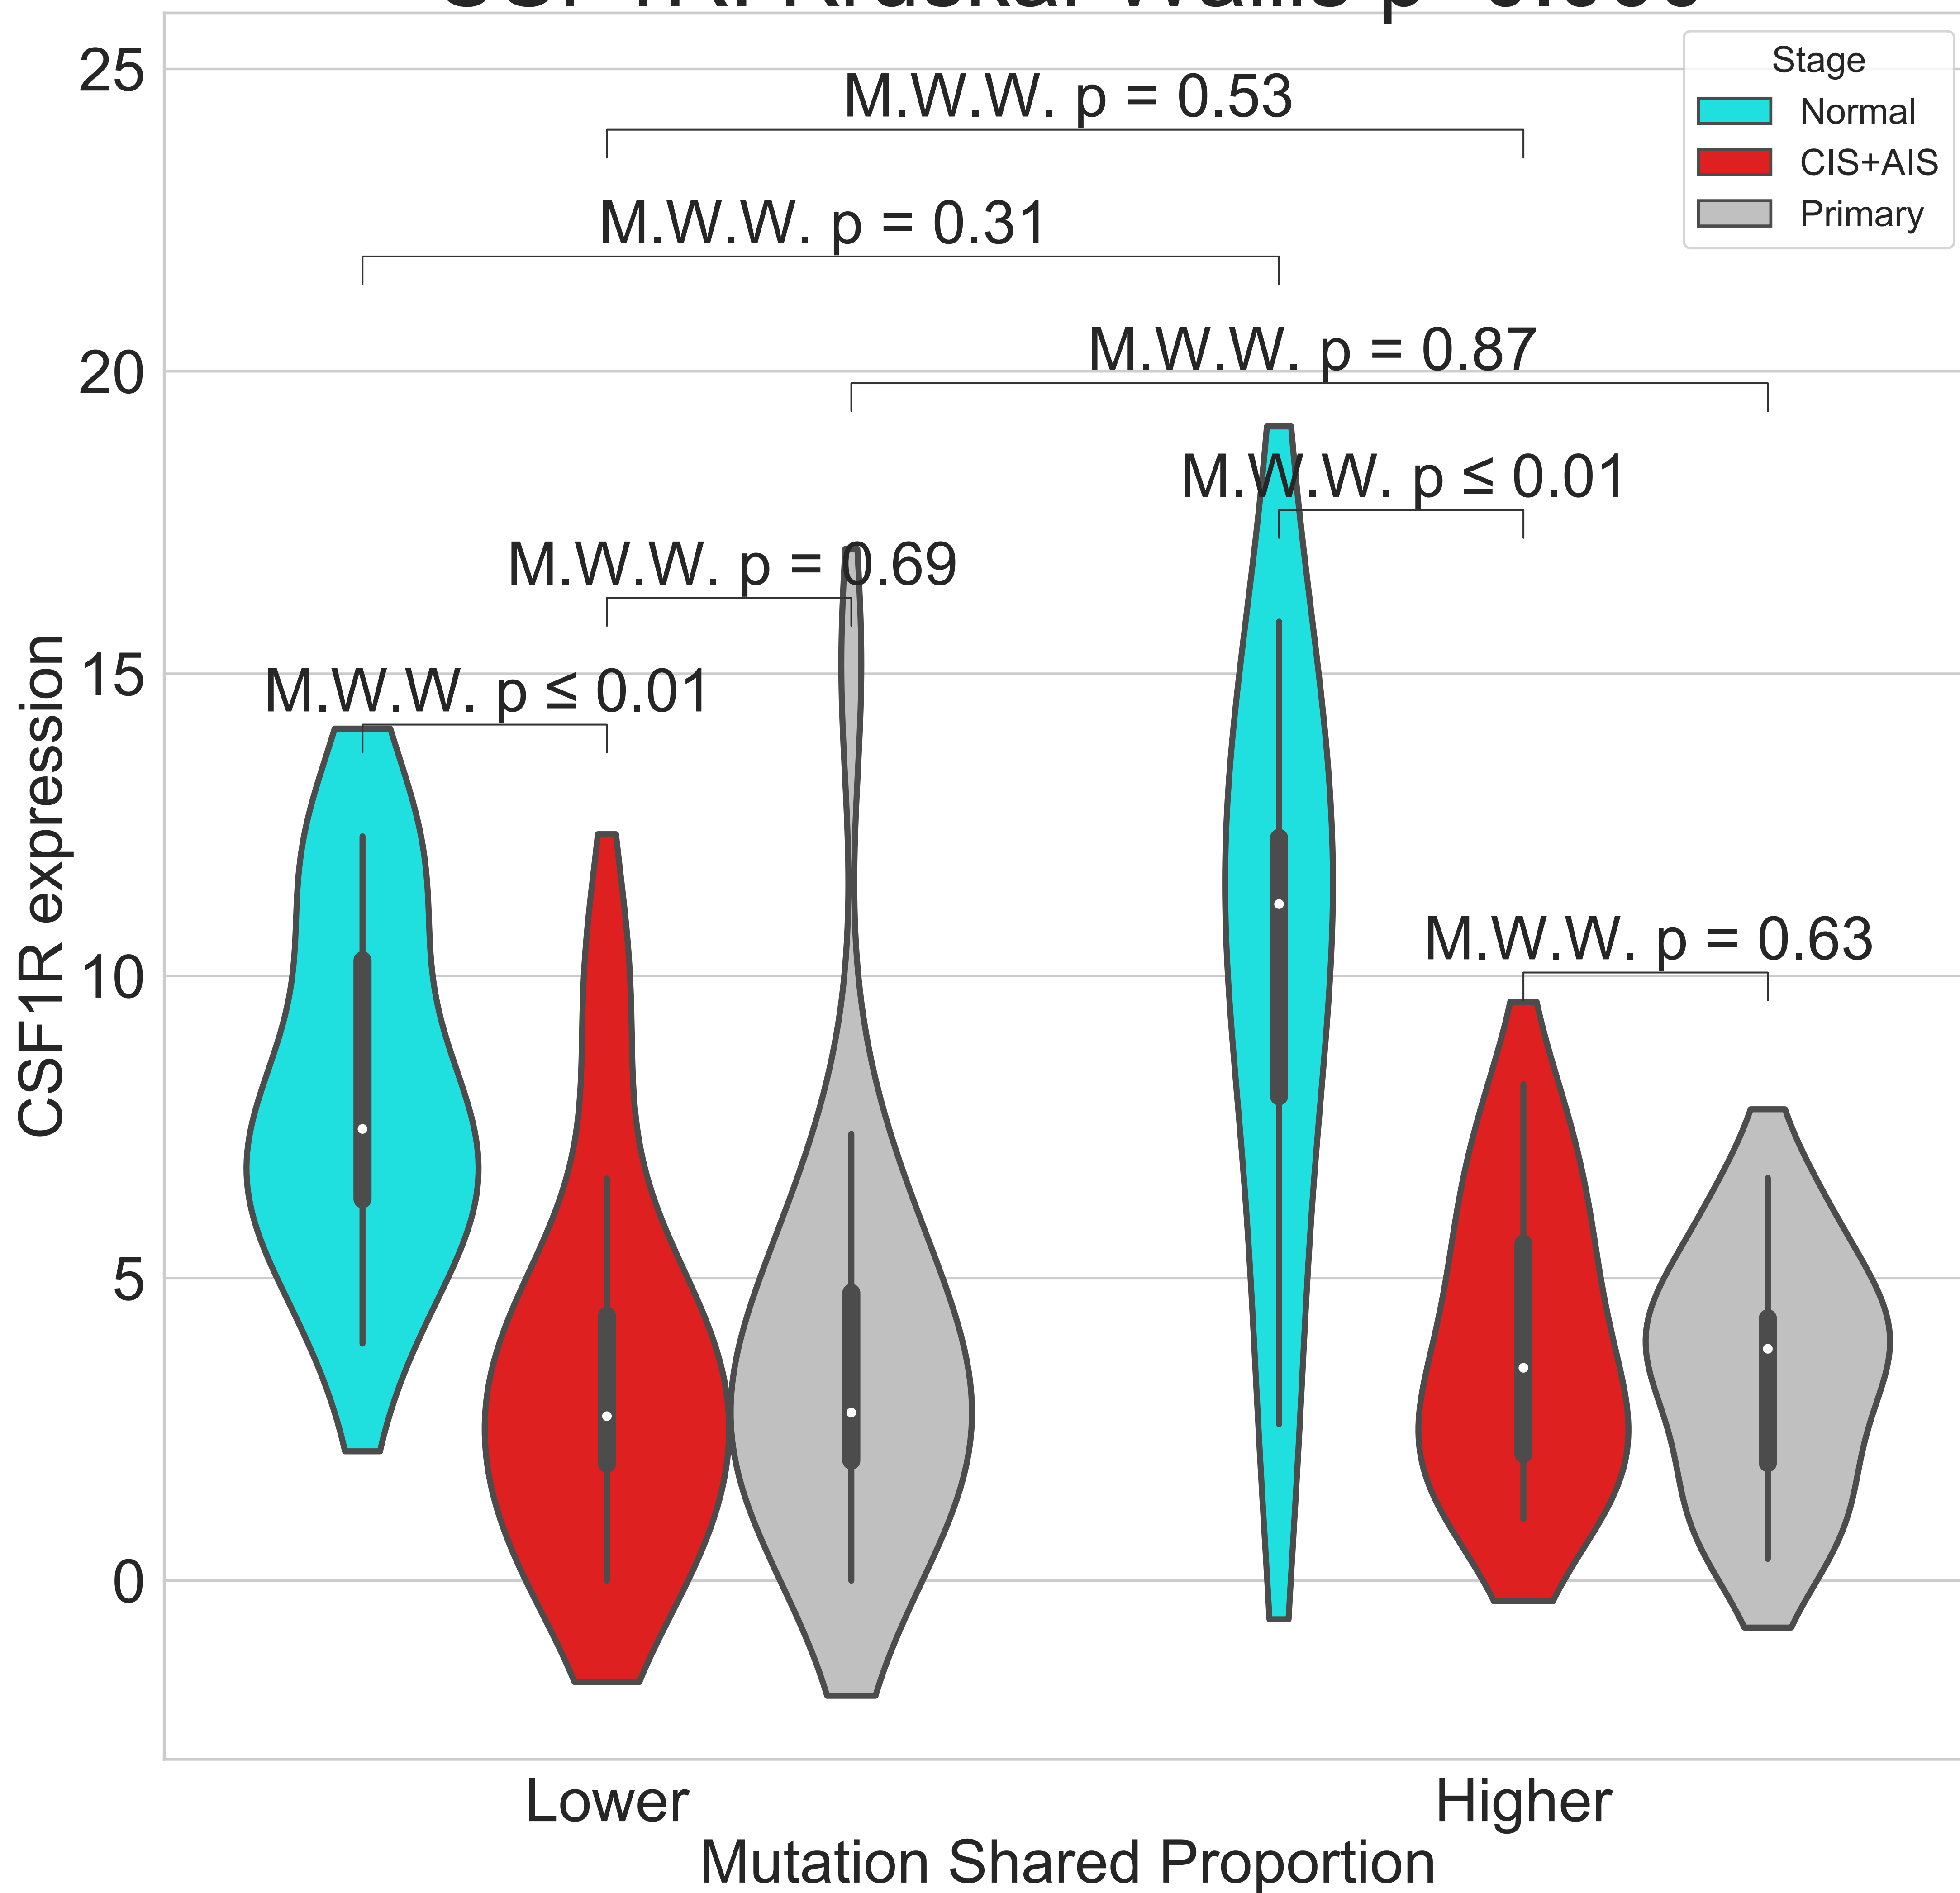 25
M.W.W. p = 0.53
Stage
Normal
CIS+AIS
Primary
M.W.W. p = 0.31
20
M.W.W. p = 0.87
M.W.W. p ≤ 0.01
M.W.W. p = 0.69
15
M.W.W. p ≤ 0.01
CSF1R expression
10
M.W.W. p = 0.63
5
0
Lower
Higher
Mutation Shared Proportion